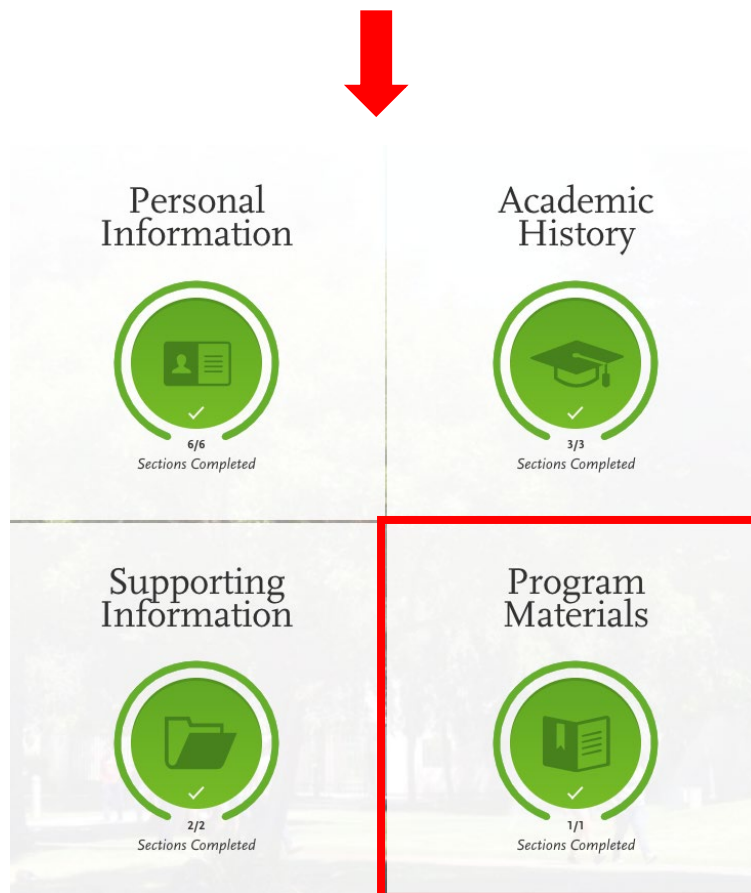 Personal
Information
6/6
Sections Completed
Academic
History
3/3
Sections Completed
Supporting
Information
2/2
Sections Completed
Program
Materials
1/1
Sections Completed